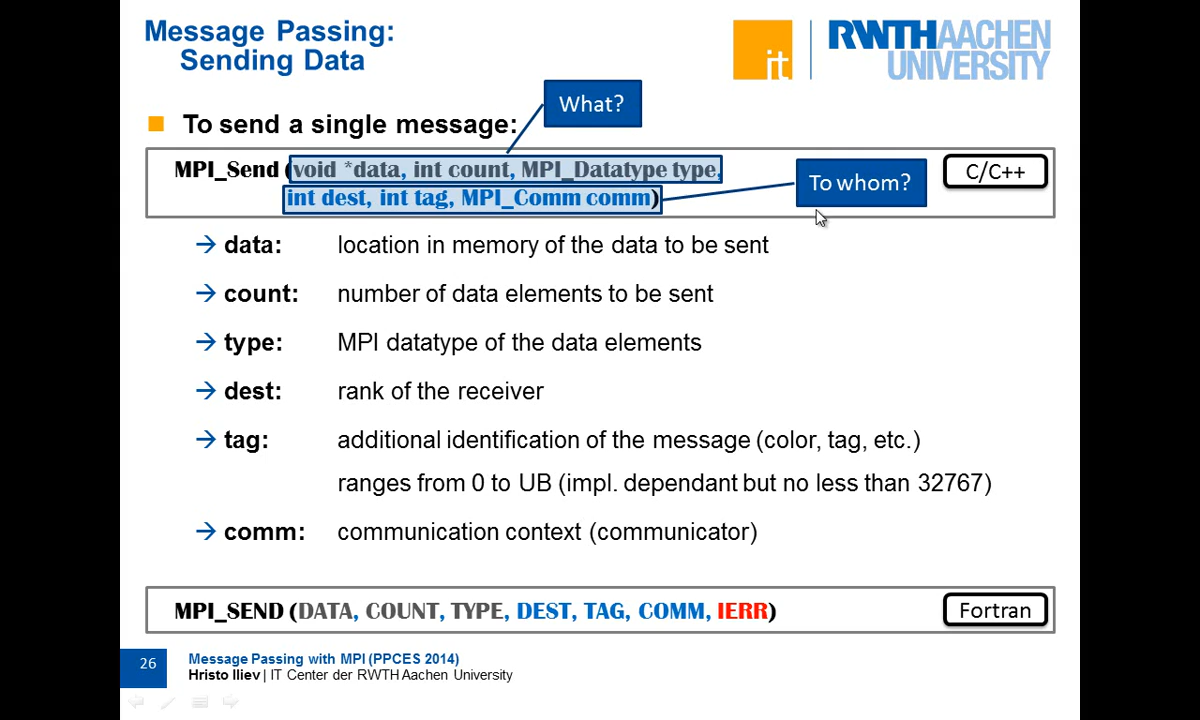 Message Passing:
Sending Data
it
RWTHAACHEN
UNIVERSITY
What?
To send a single message:
MPI_Send (void *data, int count, MPI_Datatype type,
int dest, int tag, MPI_Comm comm)
C/C++
To whom?
→ data: location in memory of the data to be sent
→ count: number of data elements to be sent
→ type: MPI datatype of the data elements
→ dest: rank of the receiver
→ tag: additional identification of the message (color, tag, etc.)
ranges from 0 to UB (impl. dependant but no less than 32767)
→ comm: communication context (communicator)
MPI_SEND (DATA, COUNT, TYPE, DEST, TAG, COMM, IERR)
Fortran
26
Message Passing with MPI (PPCES 2014)
Hristo Iliev | IT Center der RWTH Aachen University